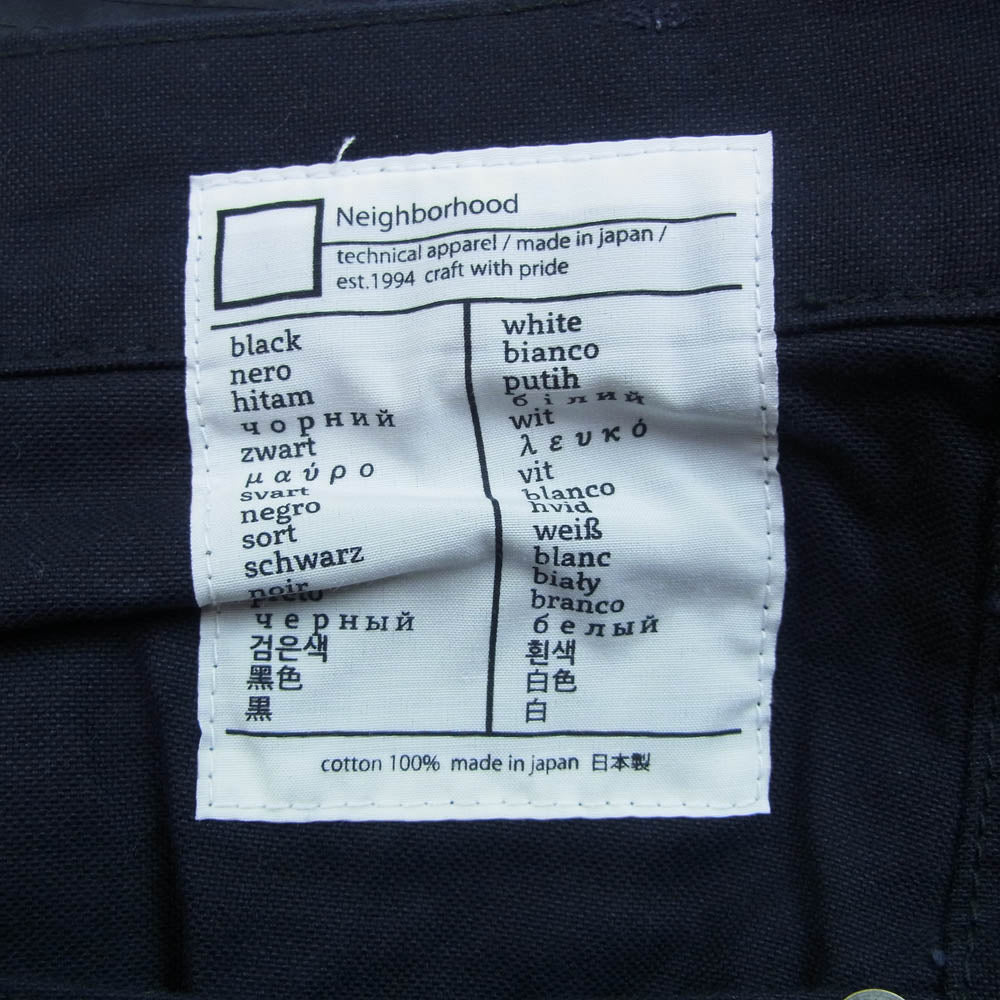 Neighborhood
technical apparel / made in japan /
est.1994 craft with pride
black
nero
hitam
чорний
zwart
μαύρο
svart
negro
sort
schwarz
noir
preto
черный
검은색
黑色
黒
white
bianco
putih
білий
wit
λευκό
vit
blanco
hvid
weiß
blanc
biały
branco
белый
흰색
白色
白
cotton 100% made in japan 日本製